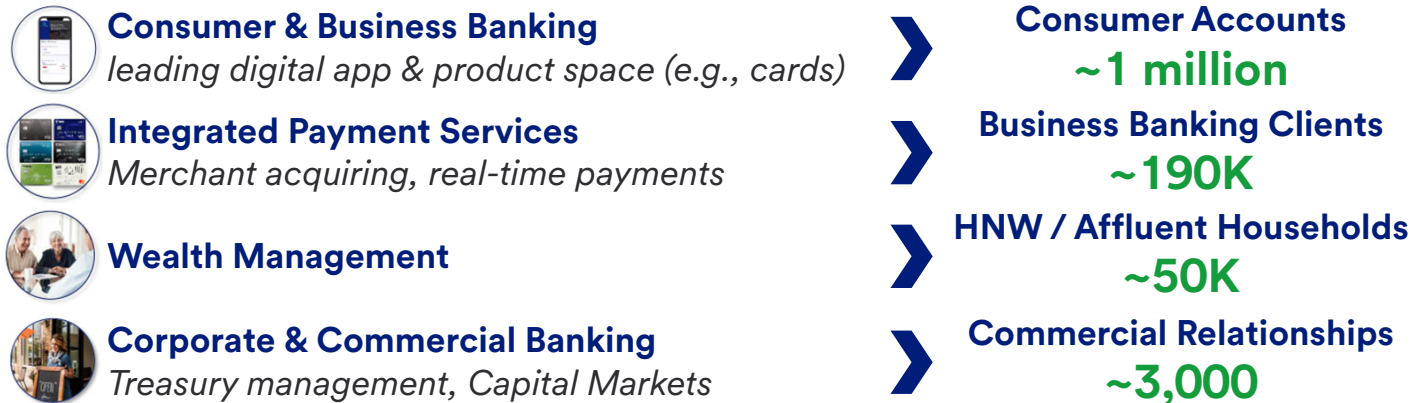 Consumer & Business Banking
leading digital app & product space (e.g., cards)
Consumer Accounts
~1 million
Integrated Payment Services
Merchant acquiring, real-time payments
Business Banking Clients
~190K
Wealth Management
HNW / Affluent Households
~50K
Corporate & Commercial Banking
Treasury management, Capital Markets
Commercial Relationships
~3,000
OPEN